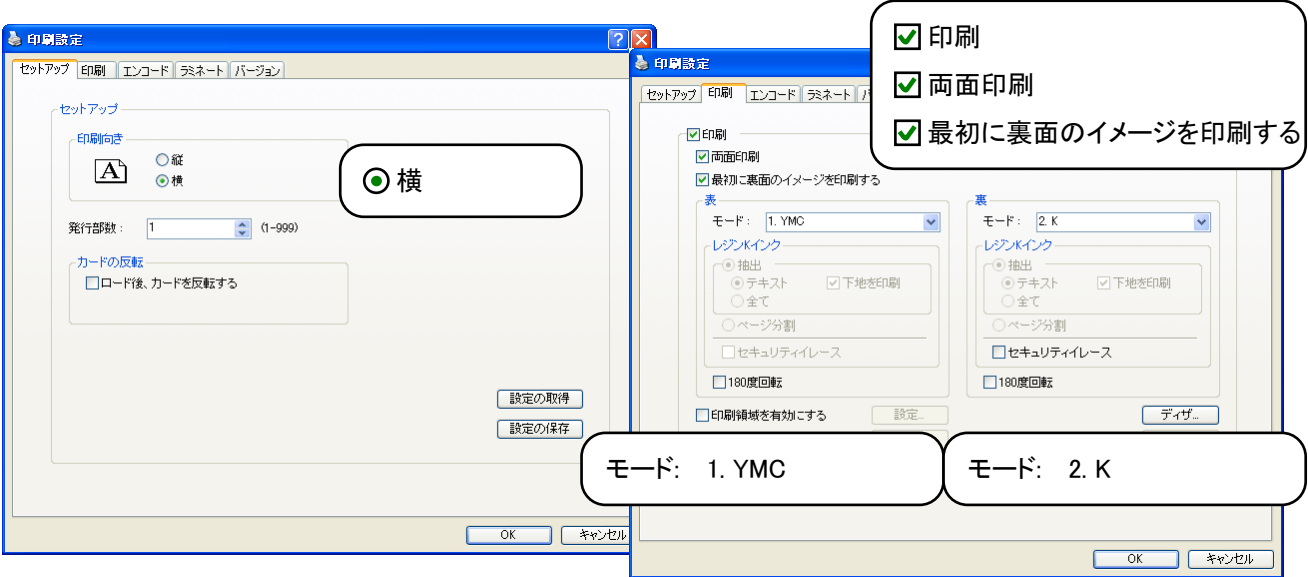 印刷設定
セットアップ 印刷 エンコード ラミネート バージョン
セットアップ
印刷向き
A
縦
横
発行部数: 1 (1-999)
カードの反転
ロード後、カードを反転する
設定の取得
設定の保存
OK キャンセル
横
印刷設定
セットアップ 印刷 エンコード ラミネート
印刷
両面印刷
最初に裏面のイメージを印刷する
表
モード: 1. YMC
レジンKインク
抽出
テキスト 下地を印刷
全て
ページ分割
セキュリティイレース
180度回転
裏
モード: 2. K
レジンKインク
抽出
テキスト 下地を印刷
全て
ページ分割
セキュリティイレース
180度回転
印刷領域を有効にする 設定... ディザ...
OK キャンセル
印刷
両面印刷
最初に裏面のイメージを印刷する
モード: 1. YMC
モード: 2. K